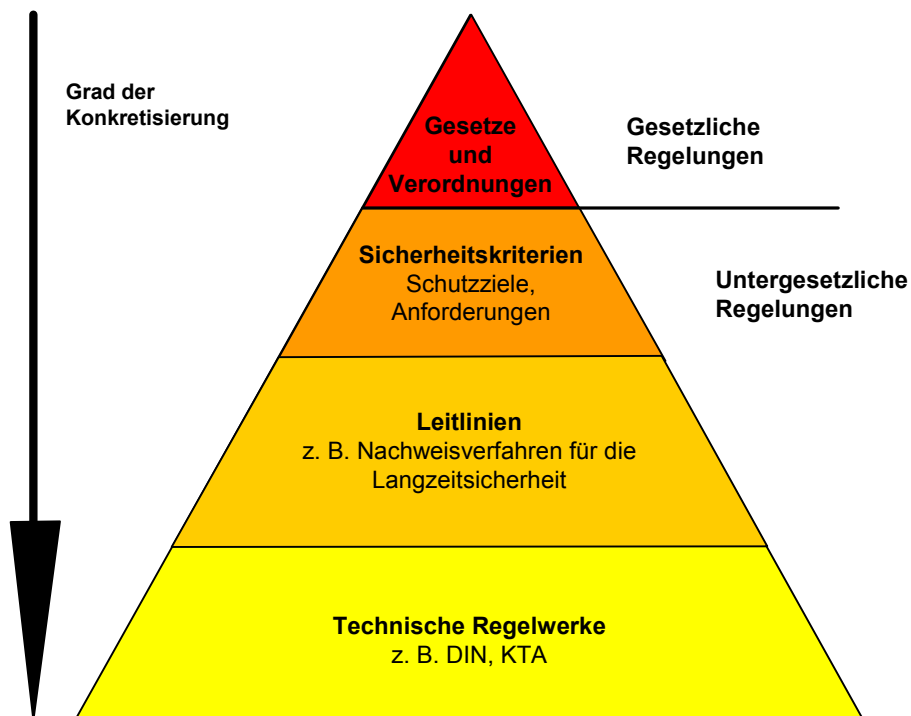 Grad der
Konkretisierung
Gesetze
und
Verordnungen
Gesetzliche
Regelungen
Sicherheitskriterien
Schutzziele,
Anforderungen
Untergesetzliche
Regelungen
Leitlinien
z. B. Nachweisverfahren für die
Langzeitsicherheit
Technische Regelwerke
z. B. DIN, KTA